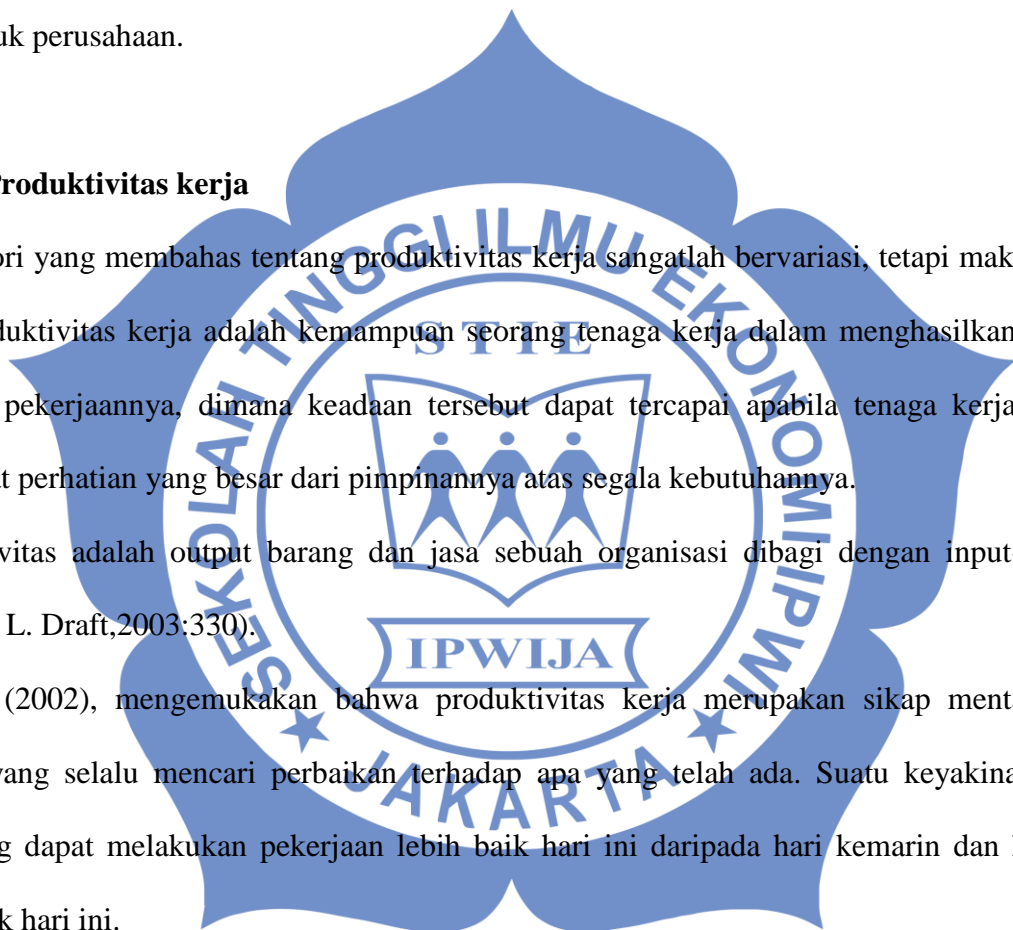 uk perusahaan.
Produktivitas kerja
ori yang membahas tentang produktivitas kerja sangatlah bervariasi, tetapi mak
duktivitas kerja adalah kemampuan seorang tenaga kerja dalam menghasilkan
pekerjaannya, dimana keadaan tersebut dapat tercapai apabila tenaga kerja
at perhatian yang besar dari pimpinannya atas segala kebutuhannya.
vitas adalah output barang dan jasa sebuah organisasi dibagi dengan input
L. Draft,2003:330).
(2002), mengemukakan bahwa produktivitas kerja merupakan sikap menta
yang selalu mencari perbaikan terhadap apa yang telah ada. Suatu keyakina
g dapat melakukan pekerjaan lebih baik hari ini daripada hari kemarin dan
k hari ini.
SEKOLAH TINGGI ILMU EKONOMI IPWI
STIE
IPWIJA
★ JAKARTA ★